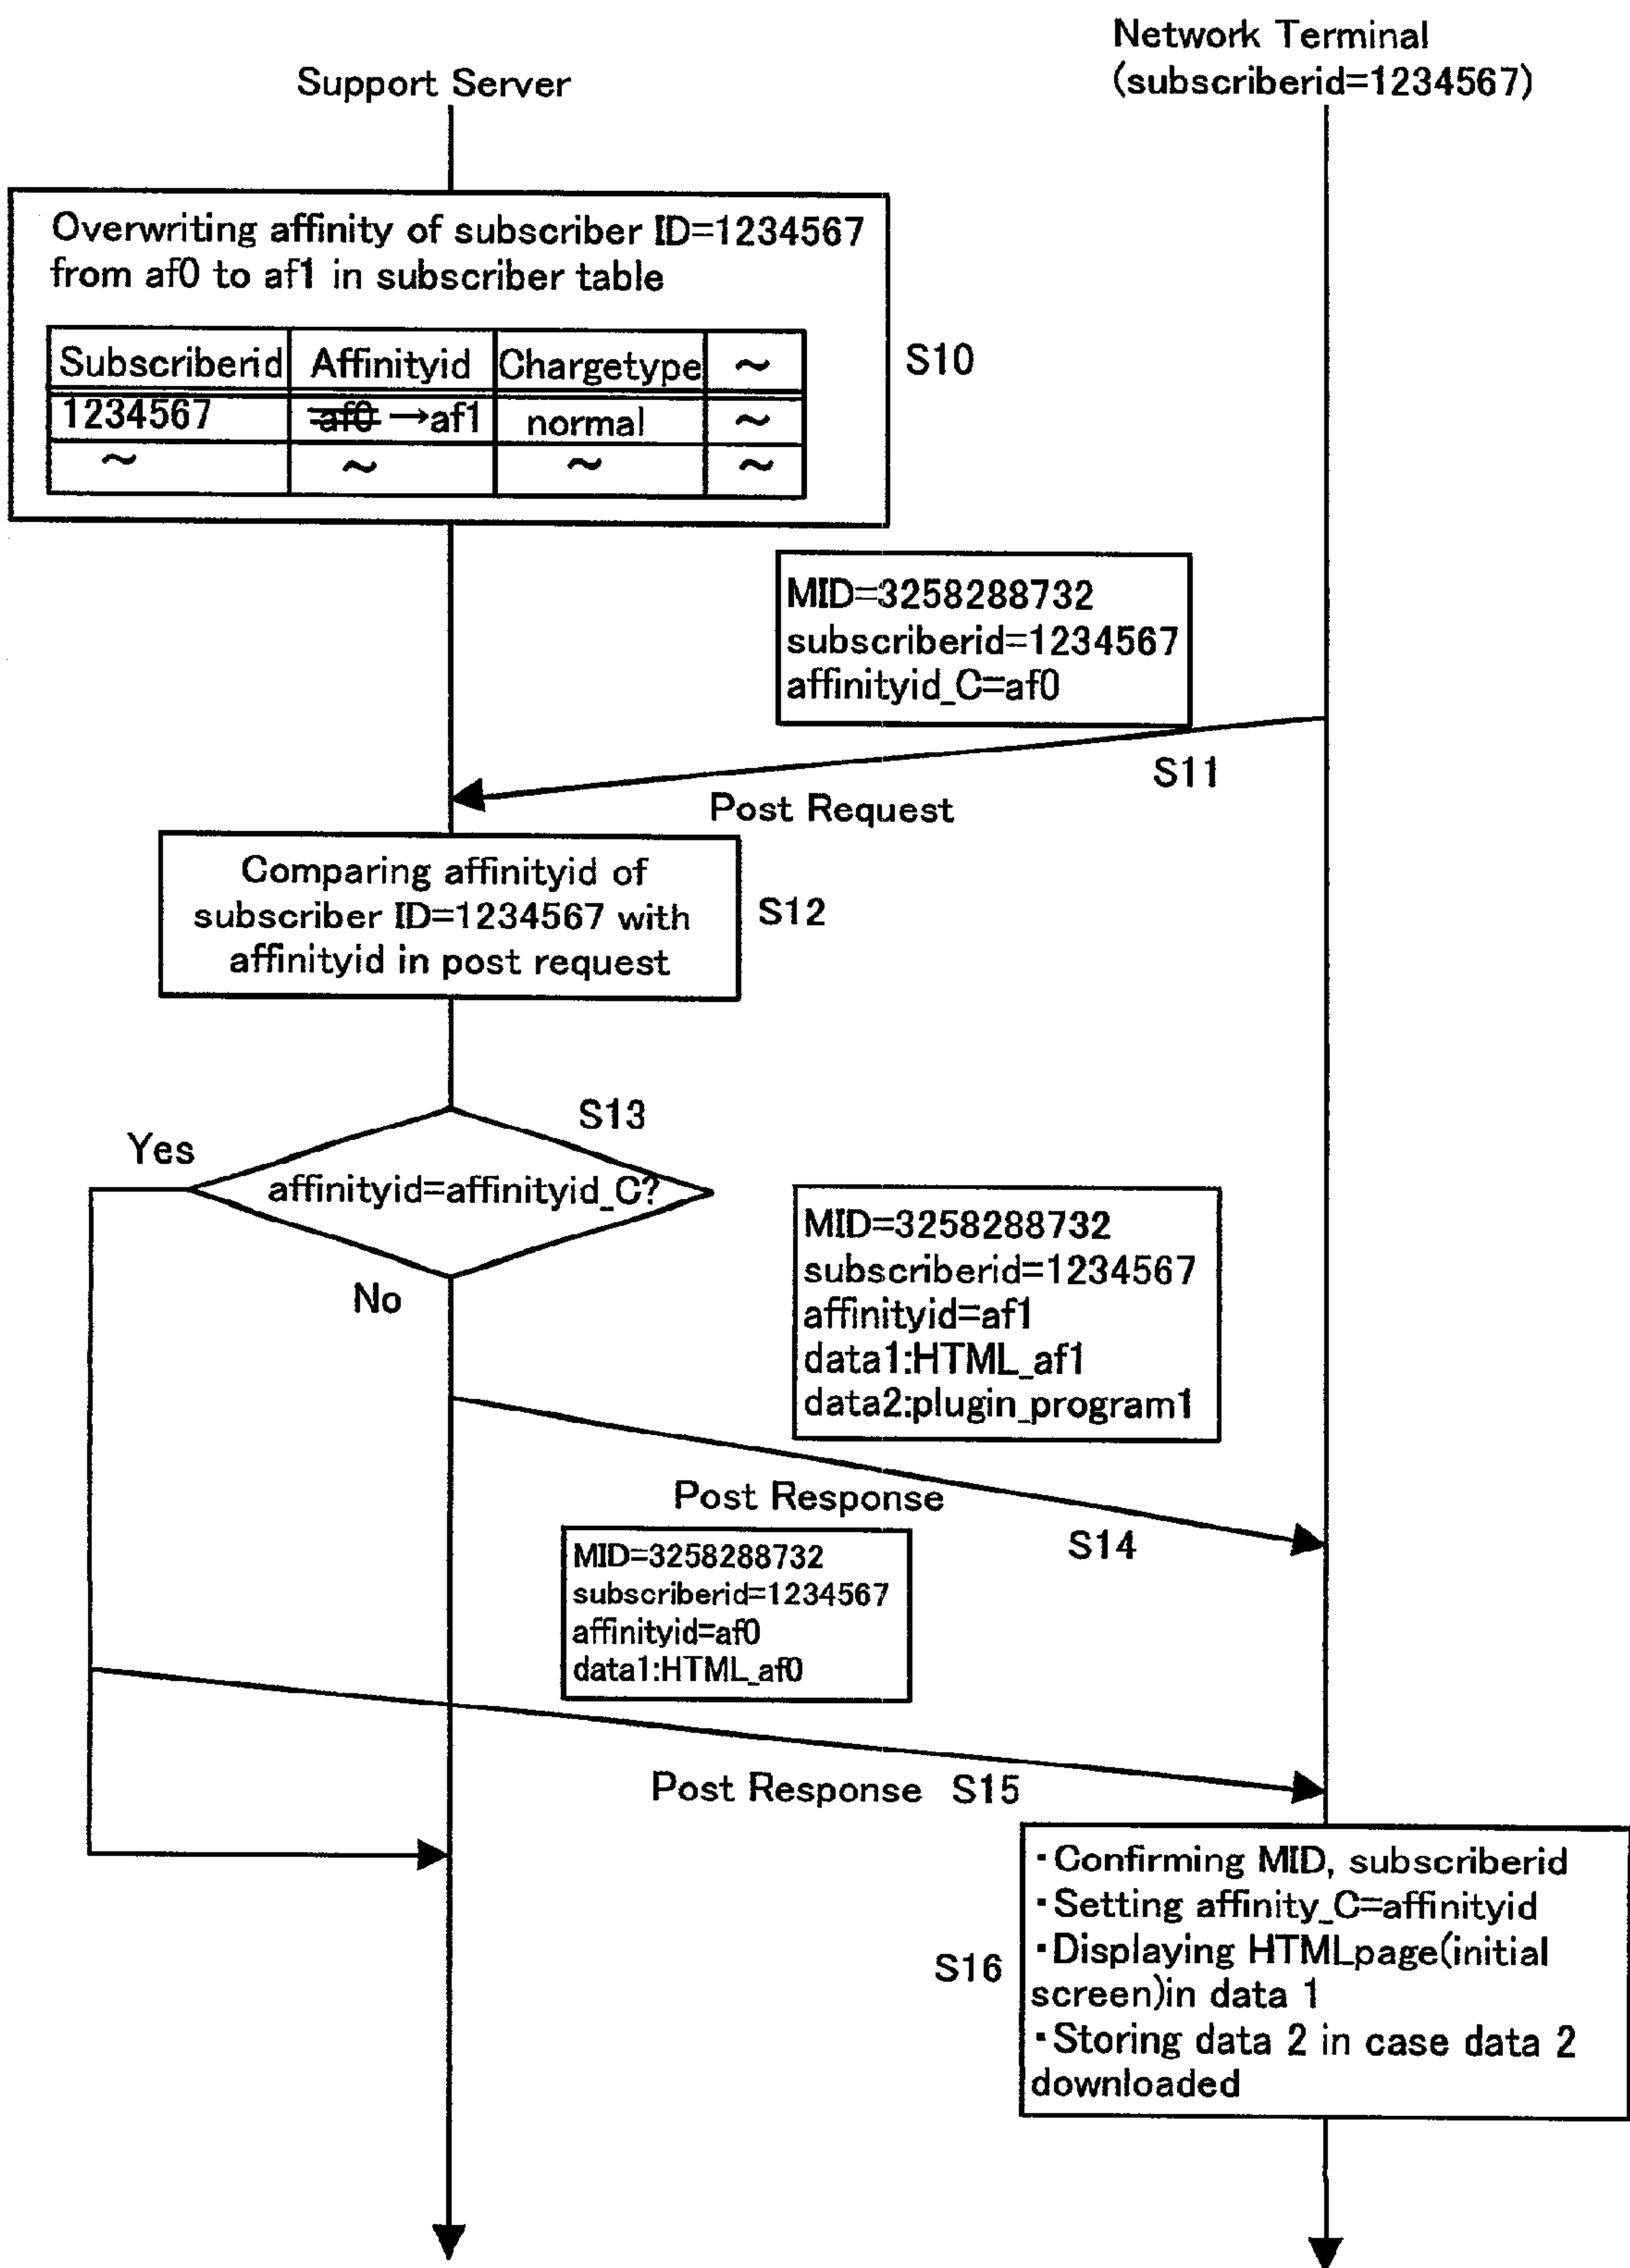 Network Terminal
(subscriberid=1234567)
Support Server
Overwriting affinity of subscriber ID=1234567
from af0 to af1 in subscriber table
Subscriberid Affinityid Chargetype ~
1234567 af0 →af1 normal ~
~ ~ ~ ~
S10
MID=3258288732
subscriberid=1234567
affinityid_C=af0
S11
Post Request
Comparing affinityid of
subscriber ID=1234567 with
affinityid in post request
S12
S13
Yes
affinityid=affinityid_C?
No
MID=3258288732
subscriberid=1234567
affinityid=af1
data1:HTML_af1
data2:plugin_program1
Post Response
S14
MID=3258288732
subscriberid=1234567
affinityid=af0
data1:HTML_af0
Post Response S15
S16
・Confirming MID, subscriberid
・Setting affinity_C=affinityid
・Displaying HTMLpage(initial
screen)in data 1
・Storing data 2 in case data 2
downloaded